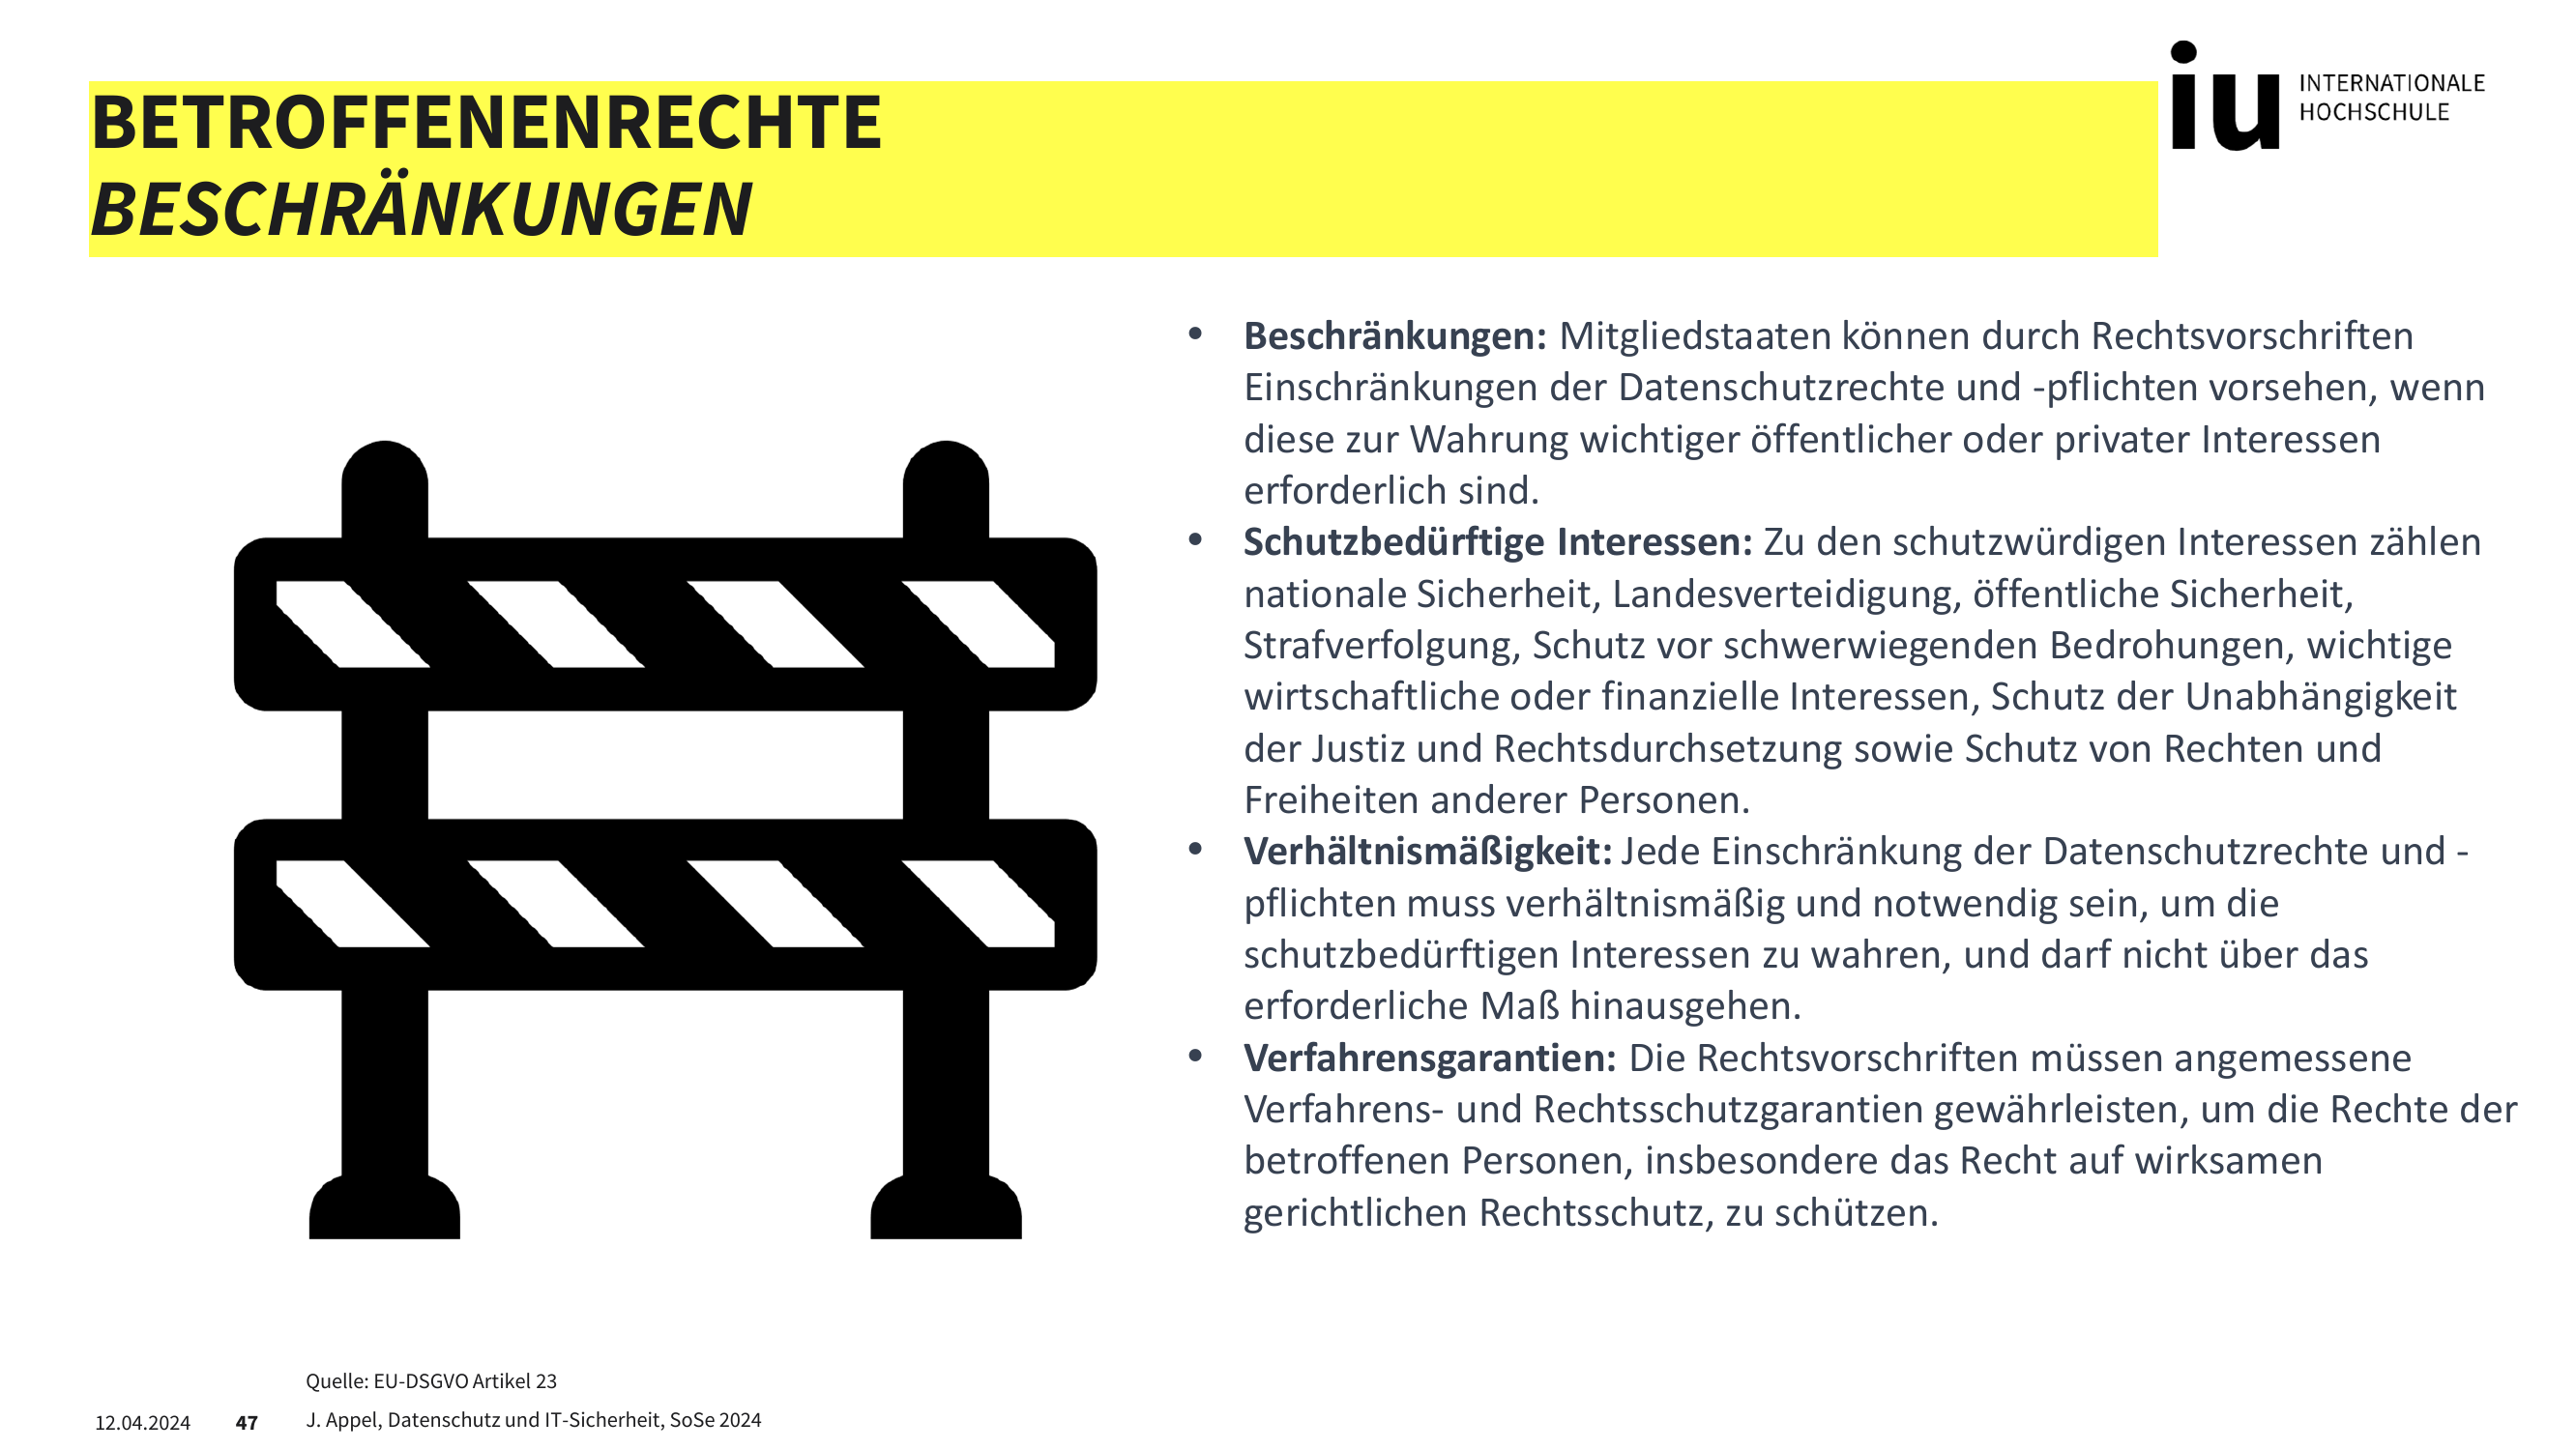 BETROFFENENRECHTE
BESCHRÄNKUNGEN
iu INTERNATIONALE
HOCHSCHULE
• Beschränkungen: Mitgliedstaaten können durch Rechtsvorschriften
Einschränkungen der Datenschutzrechte und -pflichten vorsehen, wenn
diese zur Wahrung wichtiger öffentlicher oder privater Interessen
erforderlich sind.
• Schutzbedürftige Interessen: Zu den schutzwürdigen Interessen zählen
nationale Sicherheit, Landesverteidigung, öffentliche Sicherheit,
Strafverfolgung, Schutz vor schwerwiegenden Bedrohungen, wichtige
wirtschaftliche oder finanzielle Interessen, Schutz der Unabhängigkeit
der Justiz und Rechtsdurchsetzung sowie Schutz von Rechten und
Freiheiten anderer Personen.
• Verhältnismäßigkeit: Jede Einschränkung der Datenschutzrechte und -
pflichten muss verhältnismäßig und notwendig sein, um die
schutzbedürftigen Interessen zu wahren, und darf nicht über das
erforderliche Maß hinausgehen.
• Verfahrensgarantien: Die Rechtsvorschriften müssen angemessene
Verfahrens- und Rechtsschutzgarantien gewährleisten, um die Rechte der
betroffenen Personen, insbesondere das Recht auf wirksamen
gerichtlichen Rechtsschutz, zu schützen.
Quelle: EU-DSGVO Artikel 23
12.04.2024 47 J. Appel, Datenschutz und IT-Sicherheit, SoSe 2024